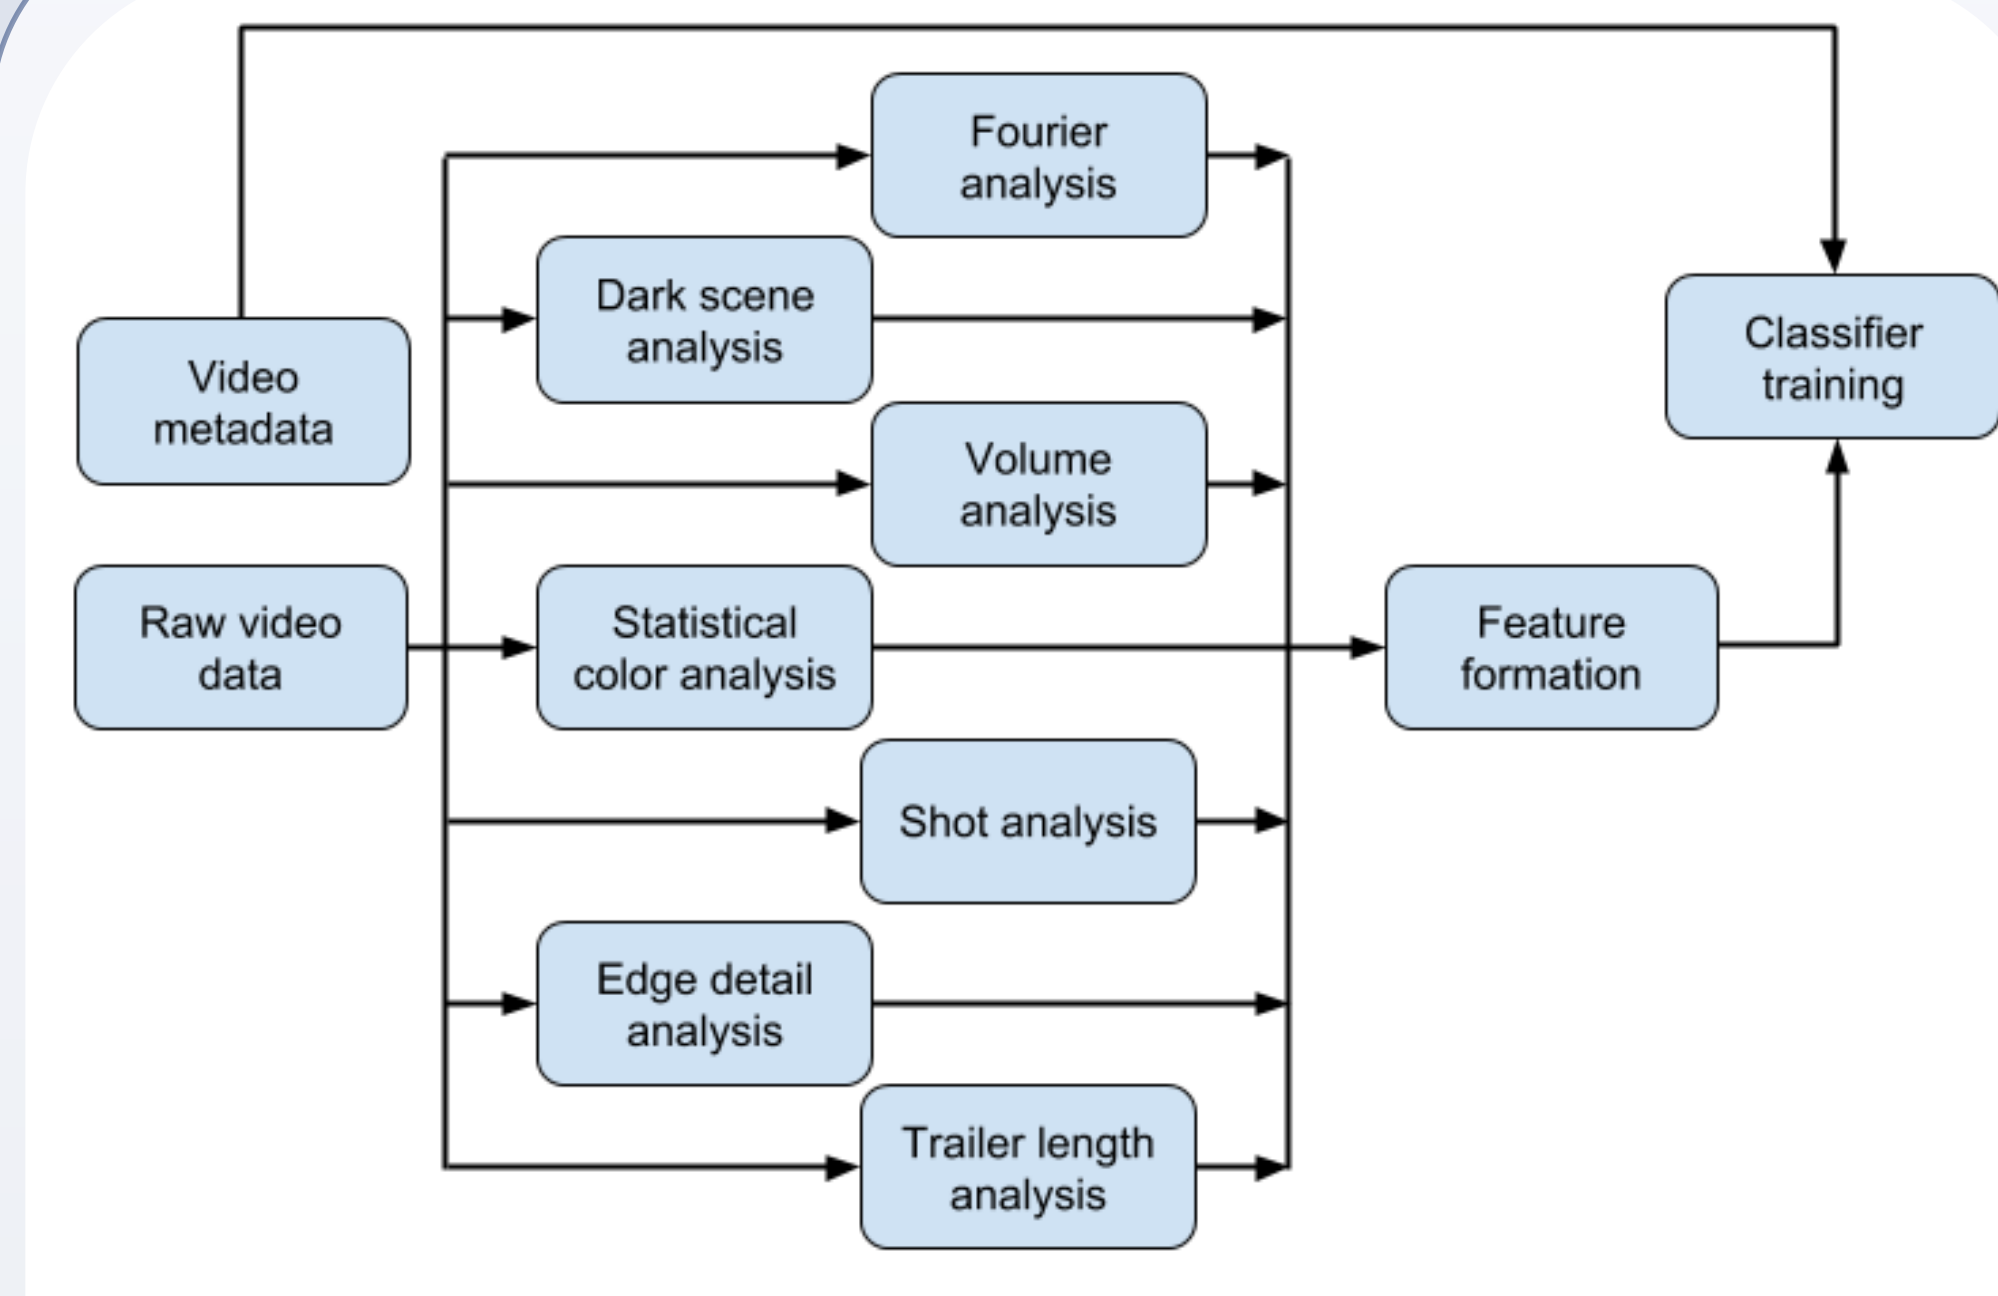 Fourier
analysis
Dark scene
analysis
Video
metadata
Classifier
training
Volume
analysis
Raw video
data
Statistical
color analysis
Feature
formation
Shot analysis
Edge detail
analysis
Trailer length
analysis